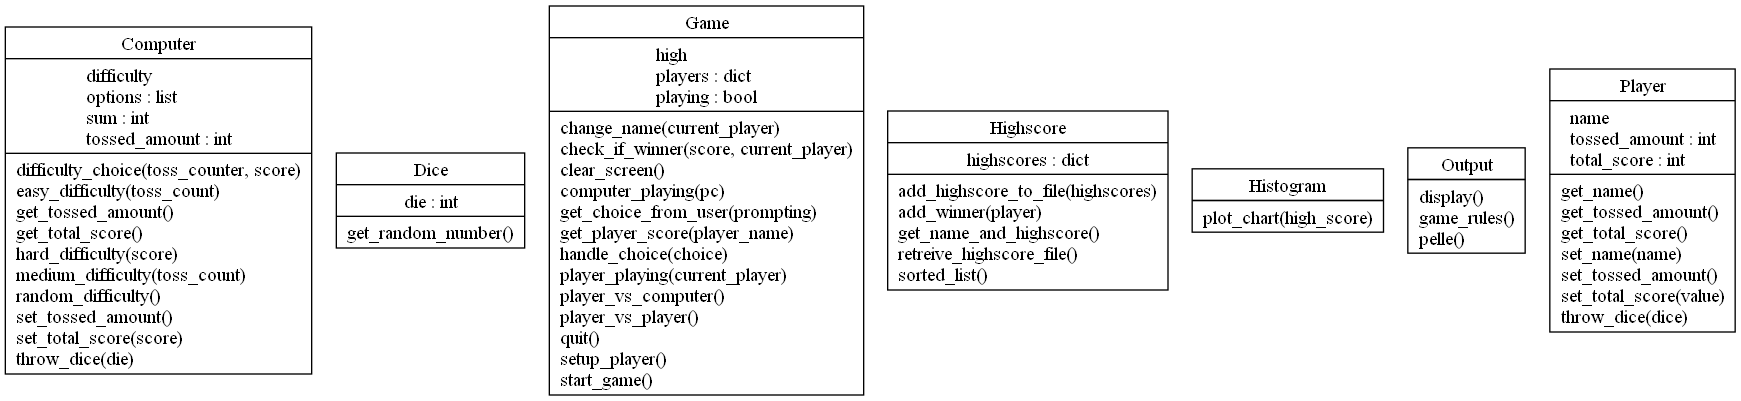 Computer
difficulty
options : list
sum : int
tossed_amount : int
difficulty_choice(toss_counter, score)
easy_difficulty(toss_count)
get_tossed_amount()
get_total_score()
hard_difficulty(score)
medium_difficulty(toss_count)
random_difficulty()
set_tossed_amount()
set_total_score(score)
throw_dice(die)
Dice
die : int
get_random_number()
Game
high
players : dict
playing : bool
change_name(current_player)
check_if_winner(score, current_player)
clear_screen()
computer_playing(pc)
get_choice_from_user(prompting)
get_player_score(player_name)
handle_choice(choice)
player_playing(current_player)
player_vs_computer()
player_vs_player()
quit()
setup_player()
start_game()
Highscore
highscores : dict
add_highscore_to_file(highscores)
add_winner(player)
get_name_and_highscore()
retreive_highscore_file()
sorted_list()
Histogram
plot_chart(high_score)
Output
display()
game_rules()
pelle()
Player
name
tossed_amount : int
total_score : int
get_name()
get_tossed_amount()
get_total_score()
set_name(name)
set_tossed_amount()
set_total_score(value)
throw_dice(dice)